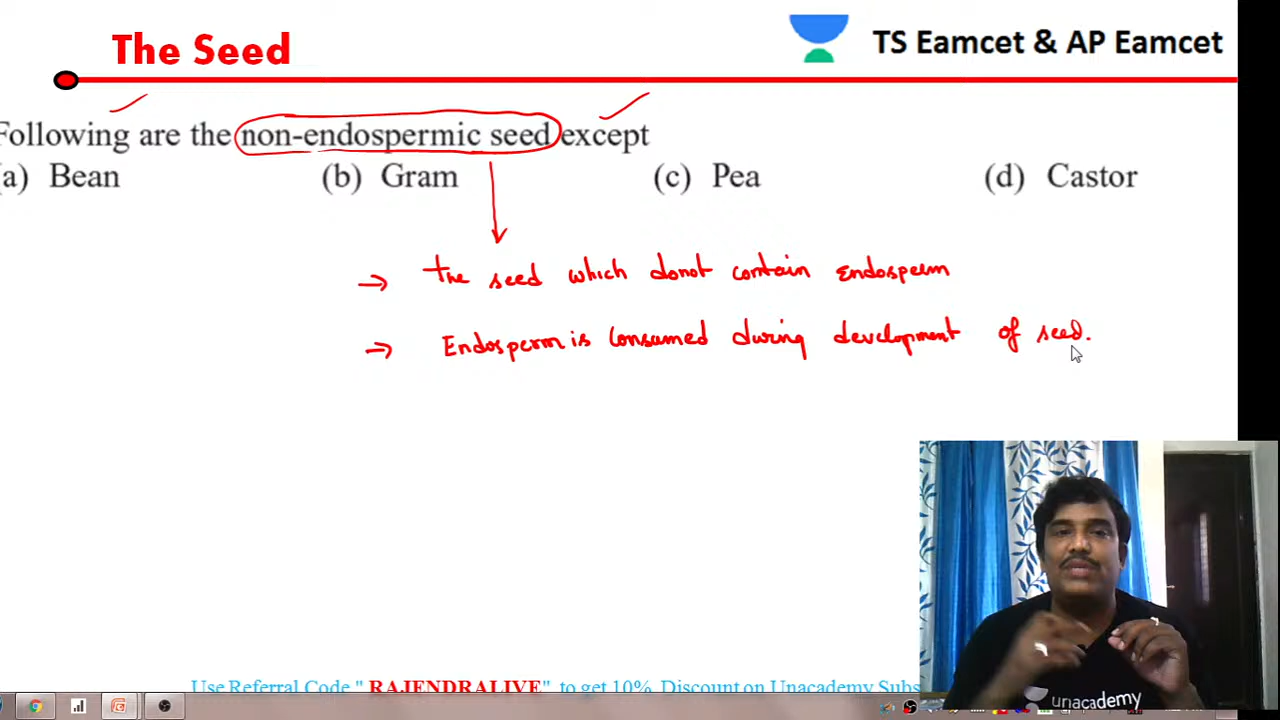 The Seed
TS Eamcet & AP Eamcet
Following are the non-endospermic seed except
(a) Bean (b) Gram (c) Pea (d) Castor
→ The seed which donot contain Endosperm
→ Endosperm is consumed during development of seed.
Use Referral Code " RAJENDRALIVE" to get 10% Discount on Unacademy Subs
unacademy